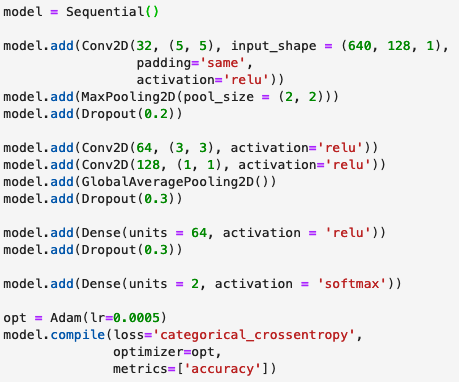 model = Sequential()
model.add(Conv2D(32, (5, 5), input_shape = (640, 128, 1),
padding='same',
activation='relu'))
model.add(MaxPooling2D(pool_size = (2, 2)))
model.add(Dropout(0.2))
model.add(Conv2D(64, (3, 3), activation='relu'))
model.add(Conv2D(128, (1, 1), activation='relu'))
model.add(GlobalAveragePooling2D())
model.add(Dropout(0.3))
model.add(Dense(units = 64, activation = 'relu'))
model.add(Dropout(0.3))
model.add(Dense(units = 2, activation = 'softmax'))
opt = Adam(lr=0.0005)
model.compile(loss='categorical_crossentropy',
optimizer=opt,
metrics=['accuracy'])